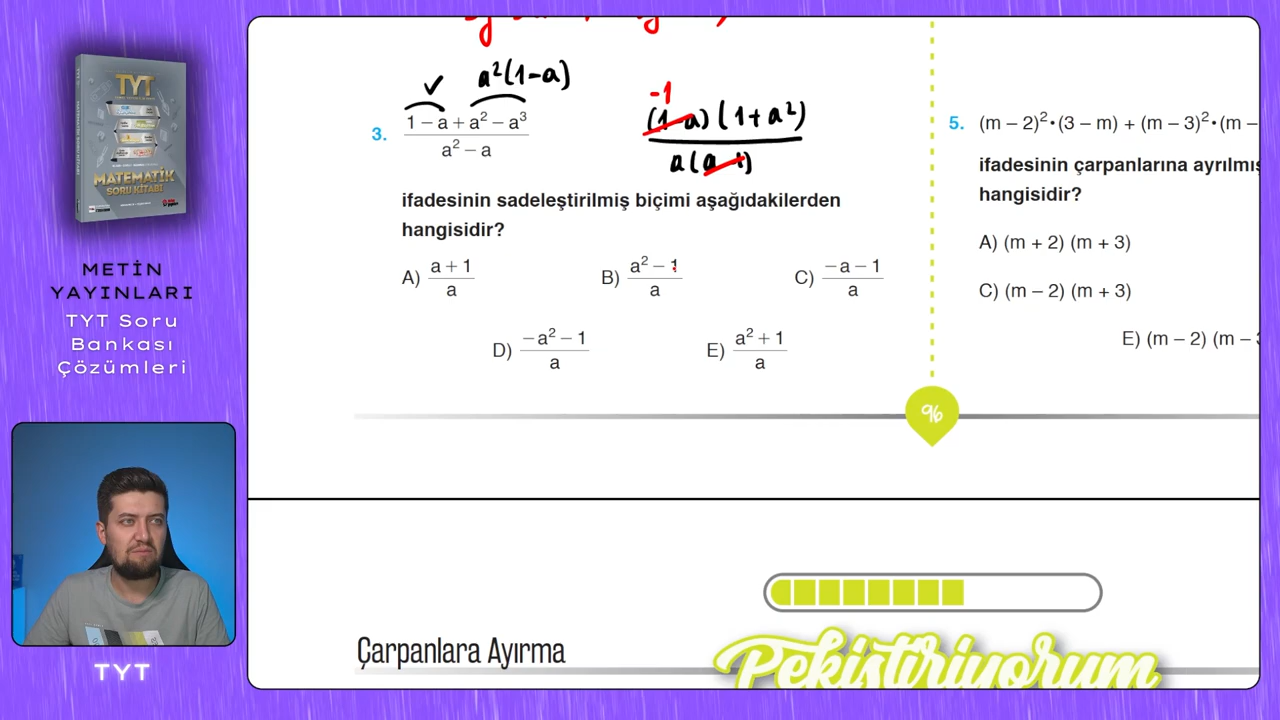 TYT
MATEMATİK
SORU KİTABI
METİN
YAYINLARI
TYT Soru
Bankası
Çözümleri
TYT
a²(1-a)
3. (1 − a + a² − a³) / (a² − a)
-1
(1-a)(1+a²) / a(a-1)
ifadesinin sadeleştirilmiş biçimi aşağıdakilerden
hangisidir?
A) (a + 1) / a B) (a² − 1) / a C) (−a − 1) / a
D) (−a² − 1) / a E) (a² + 1) / a
5. (m − 2)²•(3 − m) + (m − 3)²•(m −
ifadesinin çarpanlarına ayrılmış
hangisidir?
A) (m + 2) (m + 3)
C) (m − 2) (m + 3)
E) (m − 2) (m − 3
96
Çarpanlara Ayırma
Pekiştiriyorum